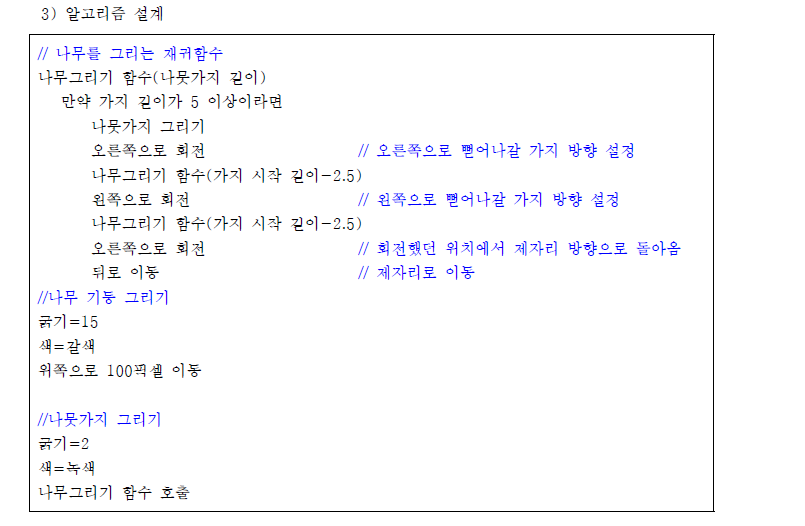 3) 알고리즘 설계
// 나무를 그리는 재귀함수
나무그리기 함수(나뭇가지 길이)
만약 가지 길이가 5 이상이라면
나뭇가지 그리기
오른쪽으로 회전 // 오른쪽으로 뻗어나갈 가지 방향 설정
나무그리기 함수(가지 시작 길이-2.5)
왼쪽으로 회전 // 왼쪽으로 뻗어나갈 가지 방향 설정
나무그리기 함수(가지 시작 길이-2.5)
오른쪽으로 회전 // 회전했던 위치에서 제자리 방향으로 돌아옴
뒤로 이동 // 제자리로 이동
//나무 기둥 그리기
굵기=15
색=갈색
위쪽으로 100픽셀 이동
//나뭇가지 그리기
굵기=2
색=녹색
나무그리기 함수 호출